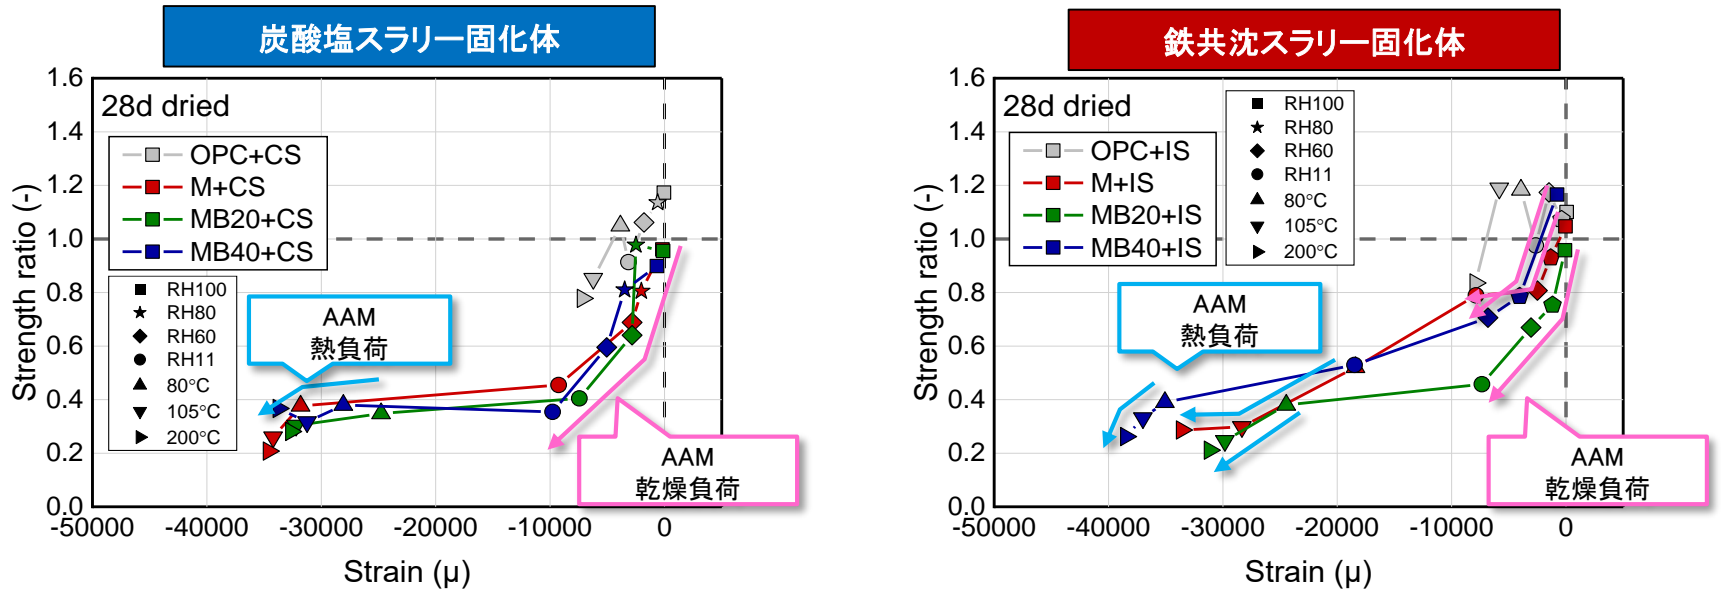 炭酸塩スラリー固化体
1.6
1.4
1.2
1.0
0.8
0.6
0.4
0.2
0.0
Strength ratio (-)
28d dried
OPC+CS
M+CS
MB20+CS
MB40+CS
RH100
RH80
RH60
RH11
80°C
105°C
200°C
AAM
熱負荷
AAM
乾燥負荷
-50000 -40000 -30000 -20000 -10000 0
Strain (μ)
鉄共沈スラリー固化体
1.6
1.4
1.2
1.0
0.8
0.6
0.4
0.2
0.0
Strength ratio (-)
28d dried
OPC+IS
M+IS
MB20+IS
MB40+IS
RH100
RH80
RH60
RH11
80°C
105°C
200°C
AAM
熱負荷
AAM
乾燥負荷
-50000 -40000 -30000 -20000 -10000 0
Strain (μ)